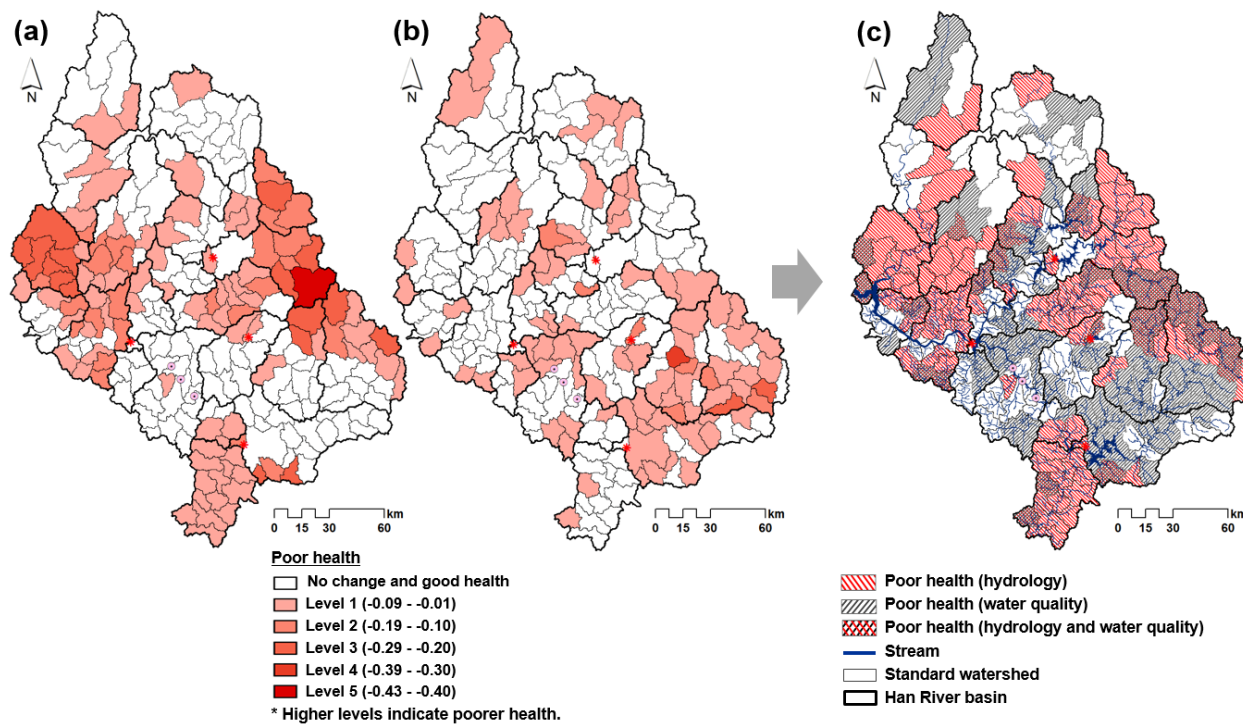 (a)
(b)
(c)
N
N
N
km
0 15 30 60
km
0 15 30 60
km
0 15 30 60
Poor health
No change and good health
Level 1 (-0.09 - -0.01)
Level 2 (-0.19 - -0.10)
Level 3 (-0.29 - -0.20)
Level 4 (-0.39 - -0.30)
Level 5 (-0.43 - -0.40)
* Higher levels indicate poorer health.
Poor health (hydrology)
Poor health (water quality)
Poor health (hydrology and water quality)
Stream
Standard watershed
Han River basin